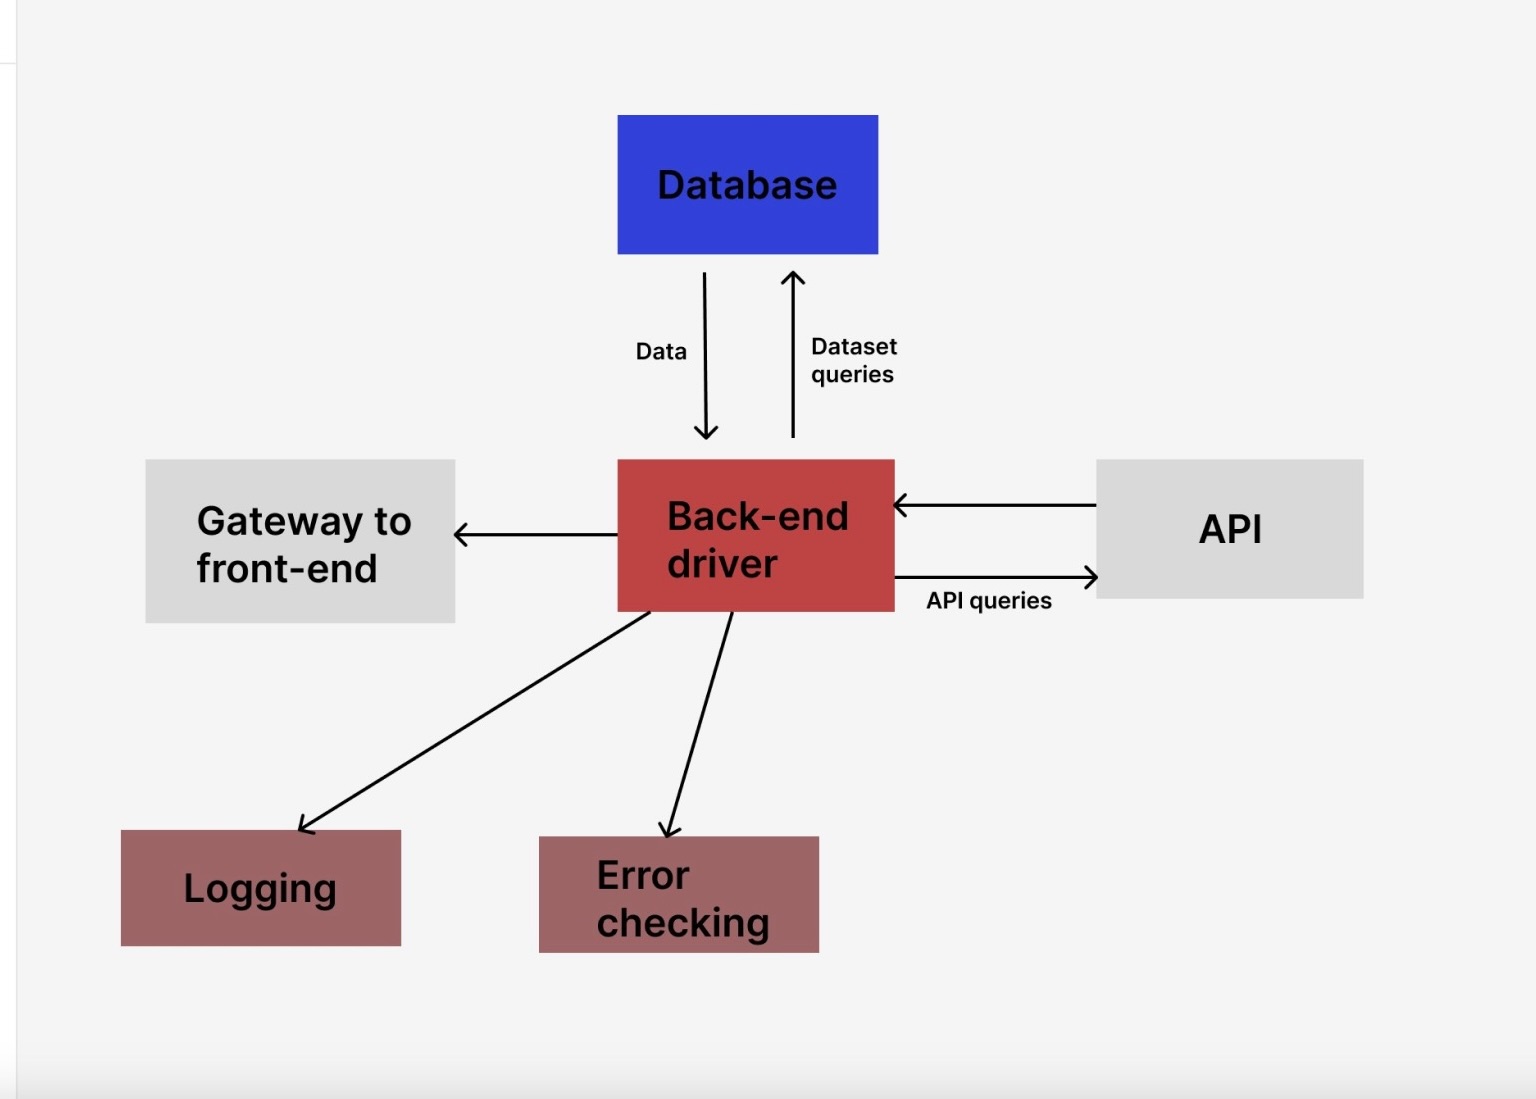 Database
Data
Dataset
queries
Gateway to
front-end
Back-end
driver
API
API queries
Logging
Error
checking